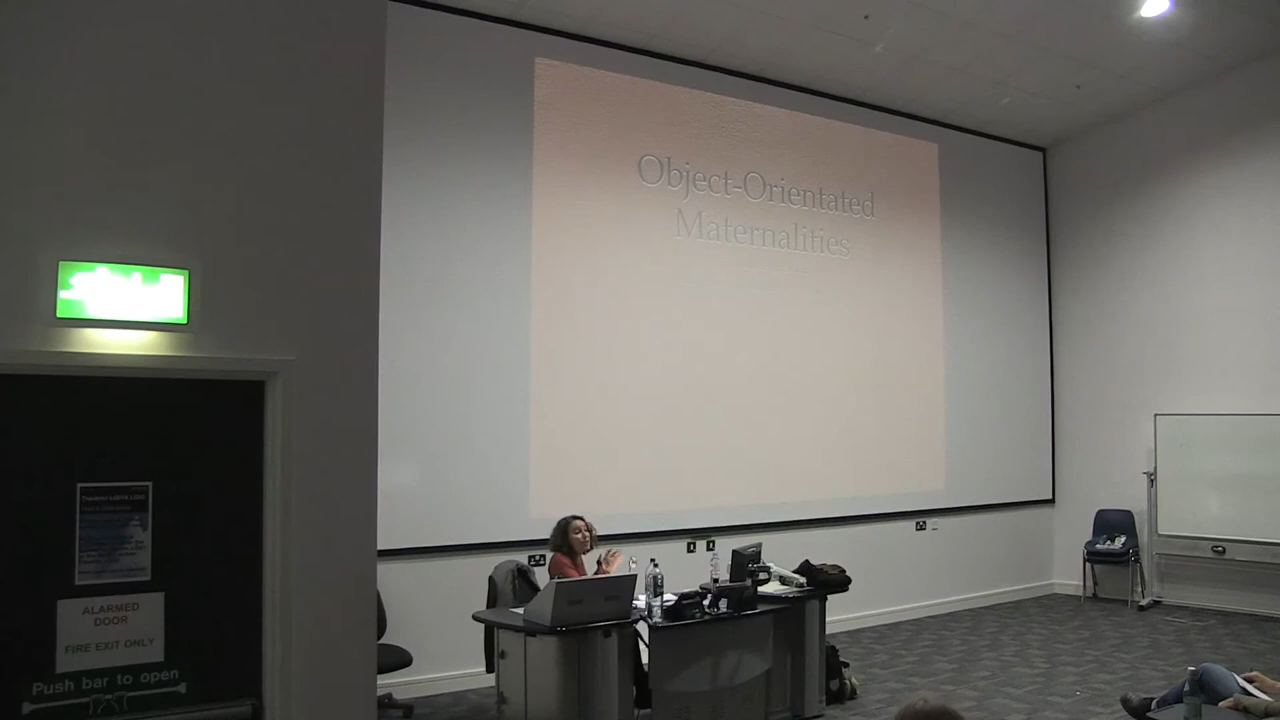 Object-Orientated
Maternalities
ALARMED
DOOR
FIRE EXIT ONLY
Push bar to open